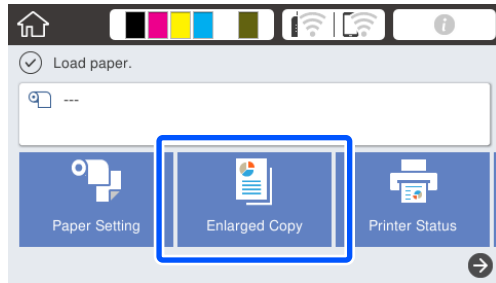 Load paper.
---
Paper Setting
Enlarged Copy
Printer Status